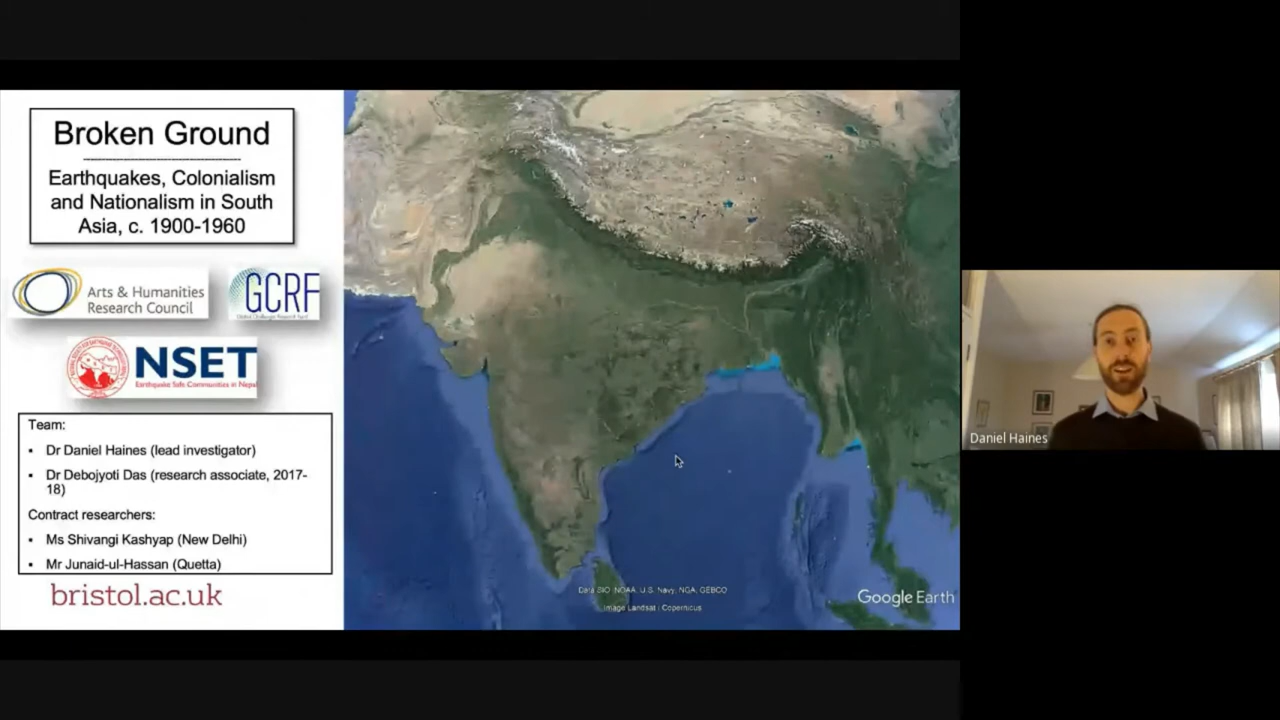 Broken Ground
Earthquakes, Colonialism
and Nationalism in South
Asia, c. 1900-1960
Arts & Humanities
Research Council
GCRF
NSET
Earthquake Safe Communities in Nepal
Team:
Dr Daniel Haines (lead investigator)
Dr Debojyoti Das (research associate, 2017-
18)
Contract researchers:
Ms Shivangi Kashyap (New Delhi)
Mr Junaid-ul-Hassan (Quetta)
bristol.ac.uk
Data SIO, NOAA, U.S. Navy, NGA, GEBCO
Image Landsat / Copernicus
Google Earth
Daniel Haines